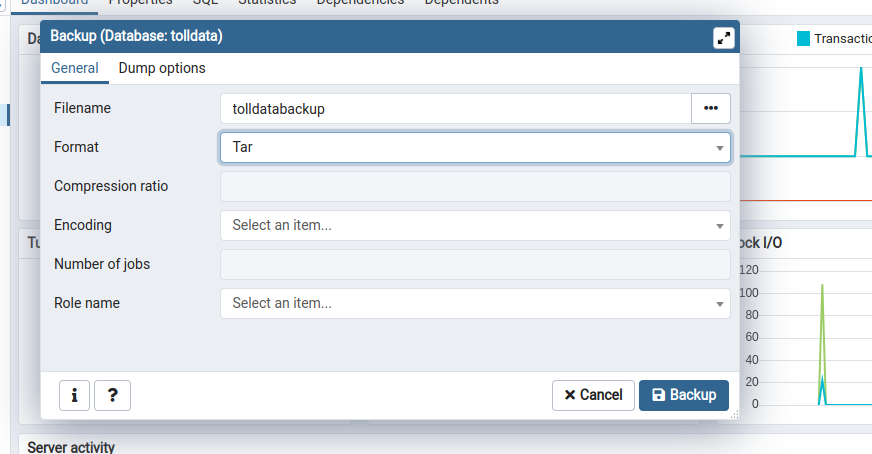 Dashboard Properties SQL Statistics Dependencies Dependents
Backup (Database: tolldata)
General Dump options
Filename tolldatabackup •••
Format Tar
Compression ratio
Encoding Select an item...
Number of jobs
Role name Select an item...
i ? Cancel Backup
Da
Transactio
Tu
ock I/O
120
100
80
60
40
20
0
Server activity